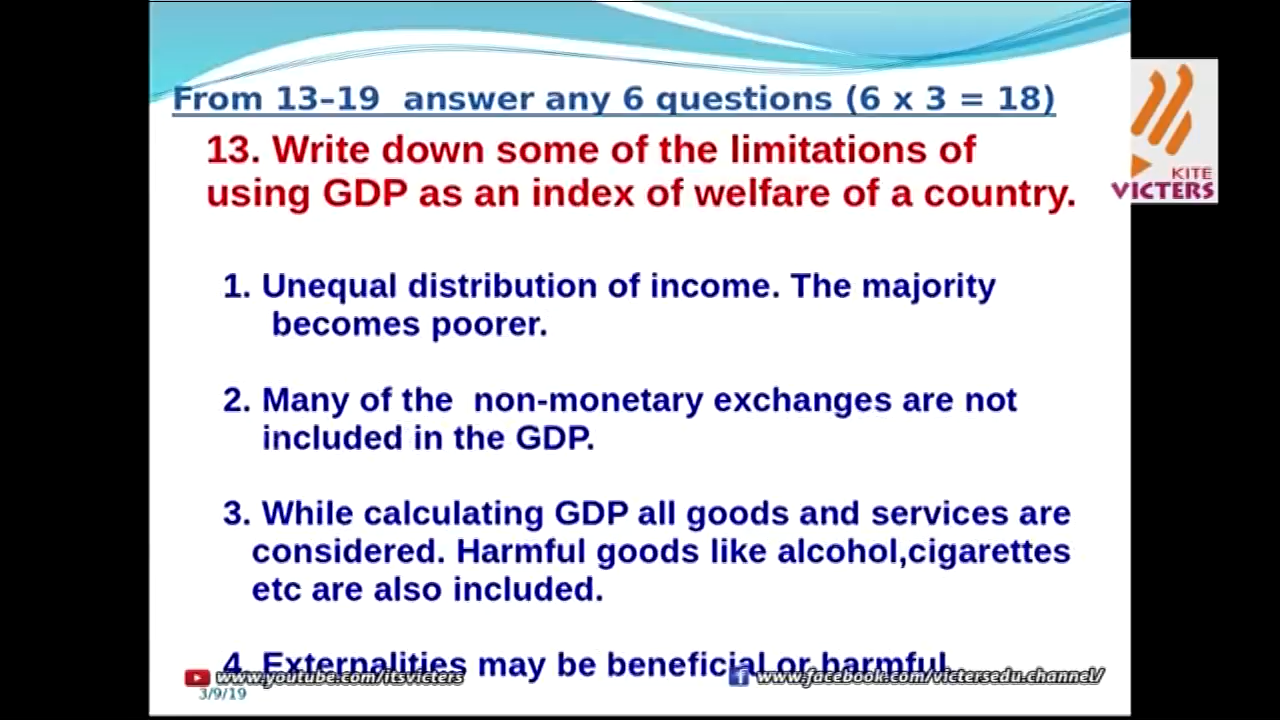 From 13–19  answer any 6 questions (6 x 3 = 18)
13. Write down some of the limitations of
using GDP as an index of welfare of a country.
KITE
VICTERS
1. Unequal distribution of income. The majority
becomes poorer.
2. Many of the  non-monetary exchanges are not
included in the GDP.
3. While calculating GDP all goods and services are
considered. Harmful goods like alcohol,cigarettes
etc are also included.
4. Externalities may be beneficial or harmful
www.youtube.com/itsvicters
www.facebook.com/victersedu.channel/
3/9/19